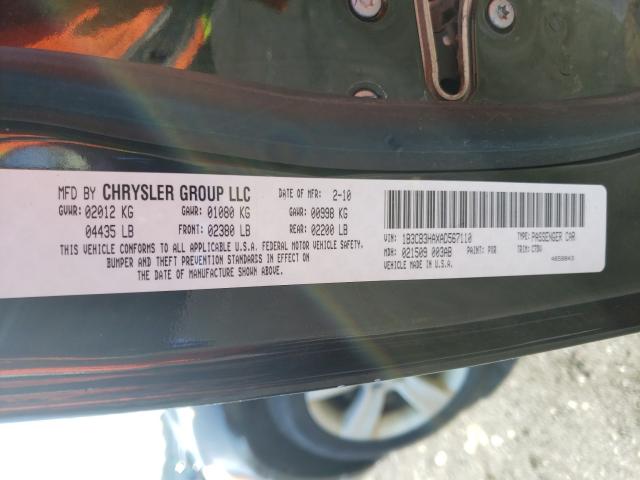 MFD BY CHRYSLER GROUP LLC DATE OF MFR: 2-10
GVWR: 02012 KG GAWR: 01080 KG GAWR: 00998 KG
04435 LB FRONT: 02380 LB REAR: 02200 LB
THIS VEHICLE CONFORMS TO ALL APPLICABLE U.S.A. FEDERAL MOTOR VEHICLE SAFETY,
BUMPER AND THEFT PREVENTION STANDARDS IN EFFECT ON
THE DATE OF MANUFACTURE SHOWN ABOVE.
VIN: 1B3CB3HAXAD567110 TYPE: PASSENGER CAR
MDH: 021509 003AB PAINT: PXR TRIM: C7DV
VEHICLE MADE IN U.S.A.